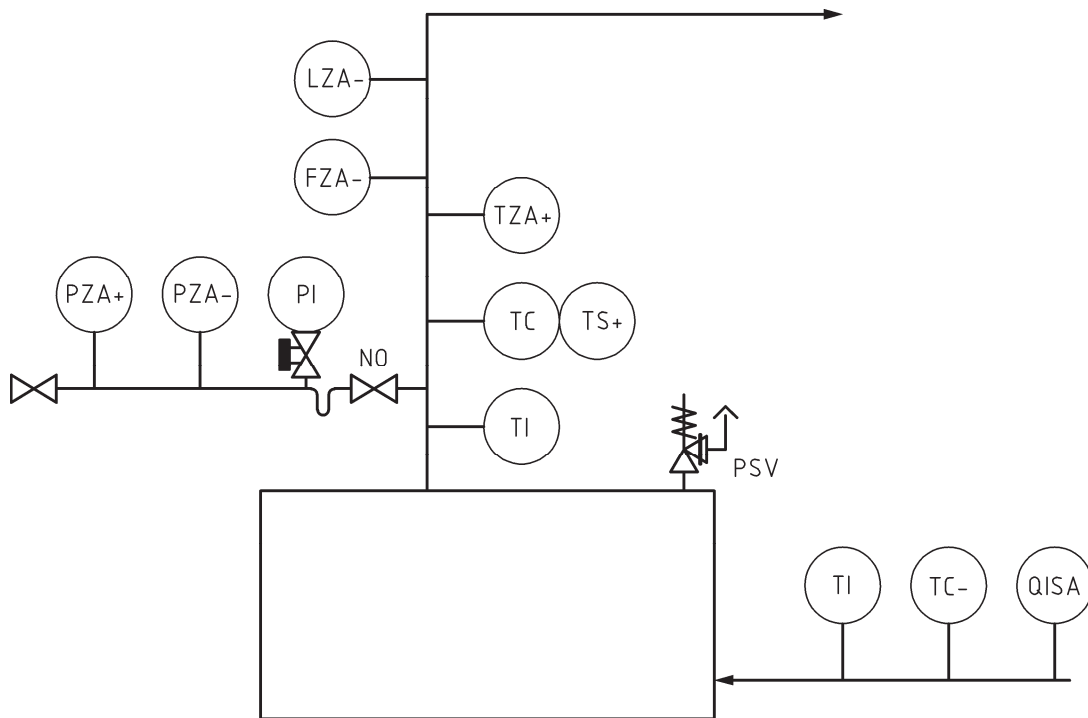 LZA-
FZA-
TZA+
PZA+
PZA-
PI
TC
TS+
NO
TI
PSV
TI
TC-
QISA